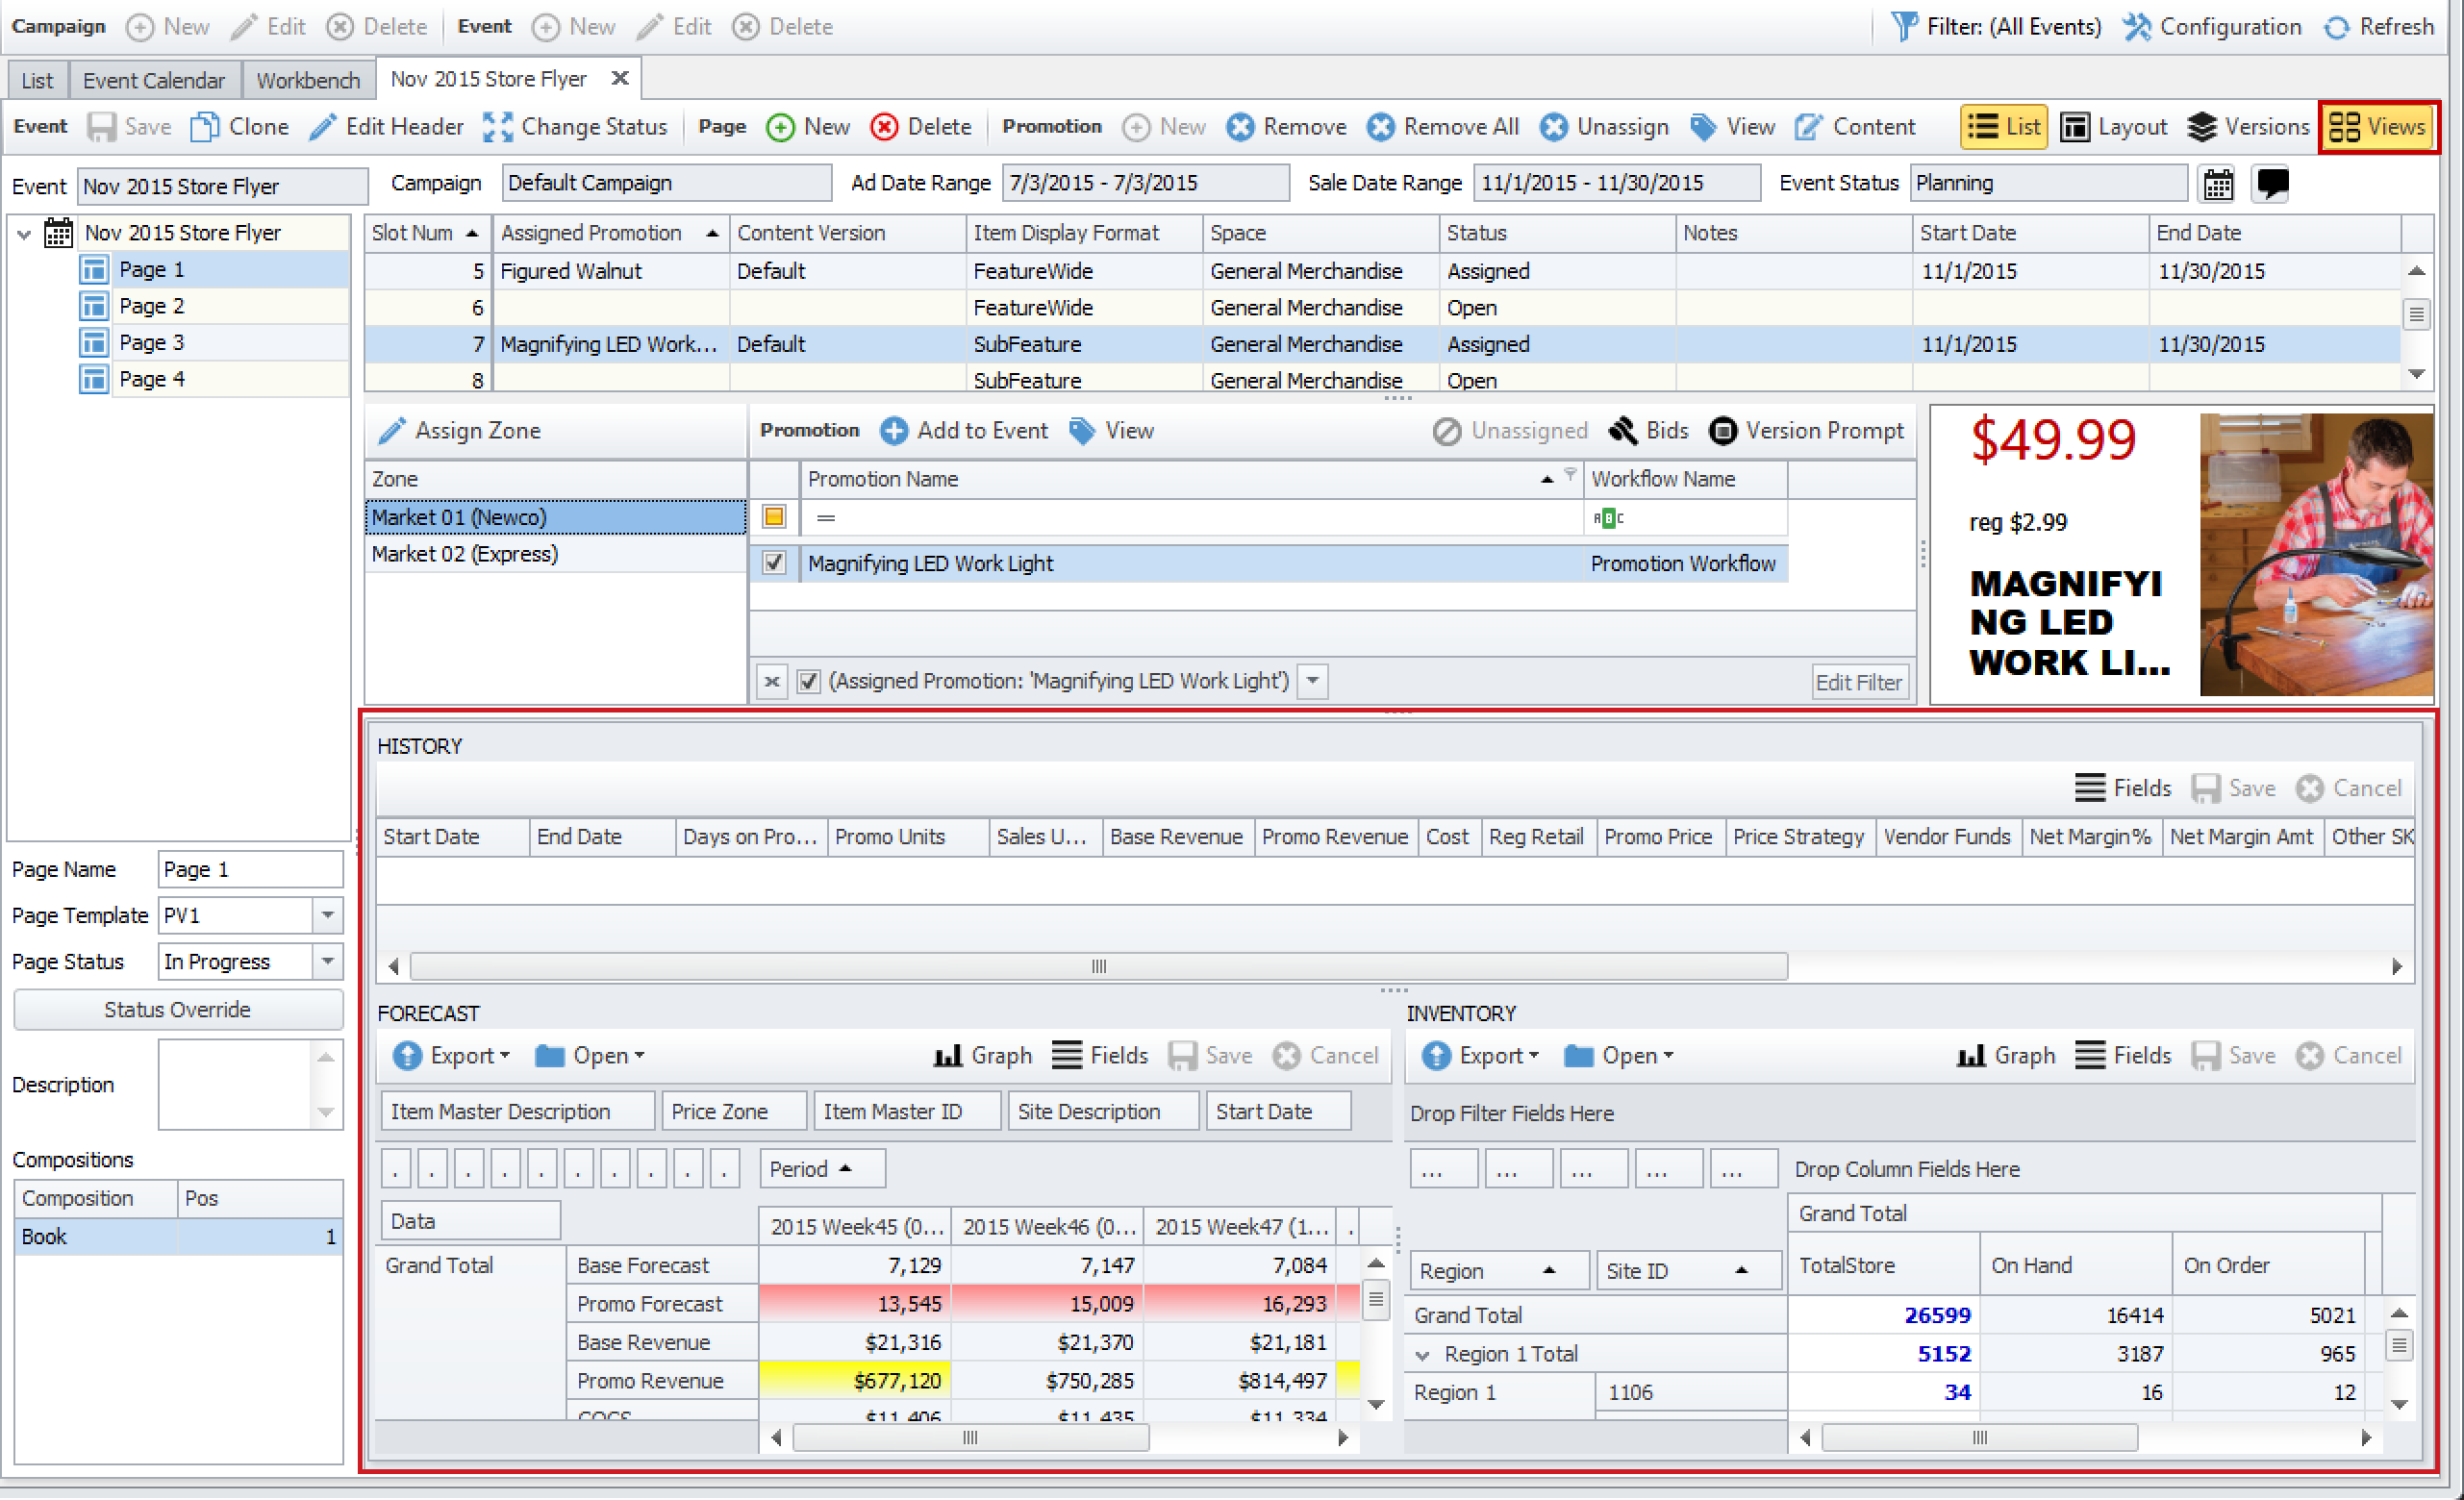 Campaign New Edit Delete Event New Edit Delete Filter: (All Events) Configuration Refresh
List Event Calendar Workbench Nov 2015 Store Flyer
Event Save Clone Edit Header Change Status Page New Delete Promotion New Remove Remove All Unassign View Content List Layout Versions Views
Event Nov 2015 Store Flyer Campaign Default Campaign Ad Date Range 7/3/2015 - 7/3/2015 Sale Date Range 11/1/2015 - 11/30/2015 Event Status Planning
Nov 2015 Store Flyer
Page 1
Page 2
Page 3
Page 4
Slot Num Assigned Promotion Content Version Item Display Format Space Status Notes Start Date End Date
5 Figured Walnut Default FeatureWide General Merchandise Assigned 11/1/2015 11/30/2015
6 FeatureWide General Merchandise Open
7 Magnifying LED Work... Default SubFeature General Merchandise Assigned 11/1/2015 11/30/2015
8 SubFeature General Merchandise Open
Assign Zone
Zone
Market 01 (Newco)
Market 02 (Express)
Promotion Add to Event View Unassigned Bids Version Prompt
Promotion Name Workflow Name
= ABC
Magnifying LED Work Light Promotion Workflow
(Assigned Promotion: 'Magnifying LED Work Light') Edit Filter
$49.99
reg $2.99
MAGNIFYI
NG LED
WORK LI...
Page Name Page 1
Page Template PV1
Page Status In Progress
Status Override
Description
Compositions
Composition Pos
Book 1
HISTORY
Fields Save Cancel
Start Date End Date Days on Pro... Promo Units Sales U... Base Revenue Promo Revenue Cost Reg Retail Promo Price Price Strategy Vendor Funds Net Margin% Net Margin Amt Other SK
FORECAST
Export Open Graph Fields Save Cancel
Item Master Description Price Zone Item Master ID Site Description Start Date
. . . . . . . . . . Period
Data
2015 Week45 (0... 2015 Week46 (0... 2015 Week47 (1... .
Grand Total Base Forecast 7,129 7,147 7,084
Promo Forecast 13,545 15,009 16,293
Base Revenue $21,316 $21,370 $21,181
Promo Revenue $677,120 $750,285 $814,497
COGS $11,406 $11,435 $11,334
INVENTORY
Export Open Graph Fields Save Cancel
Drop Filter Fields Here
... ... ... ... ... Drop Column Fields Here
Grand Total
Region Site ID TotalStore On Hand On Order
Grand Total 26599 16414 5021
Region 1 Total 5152 3187 965
Region 1 1106 34 16 12